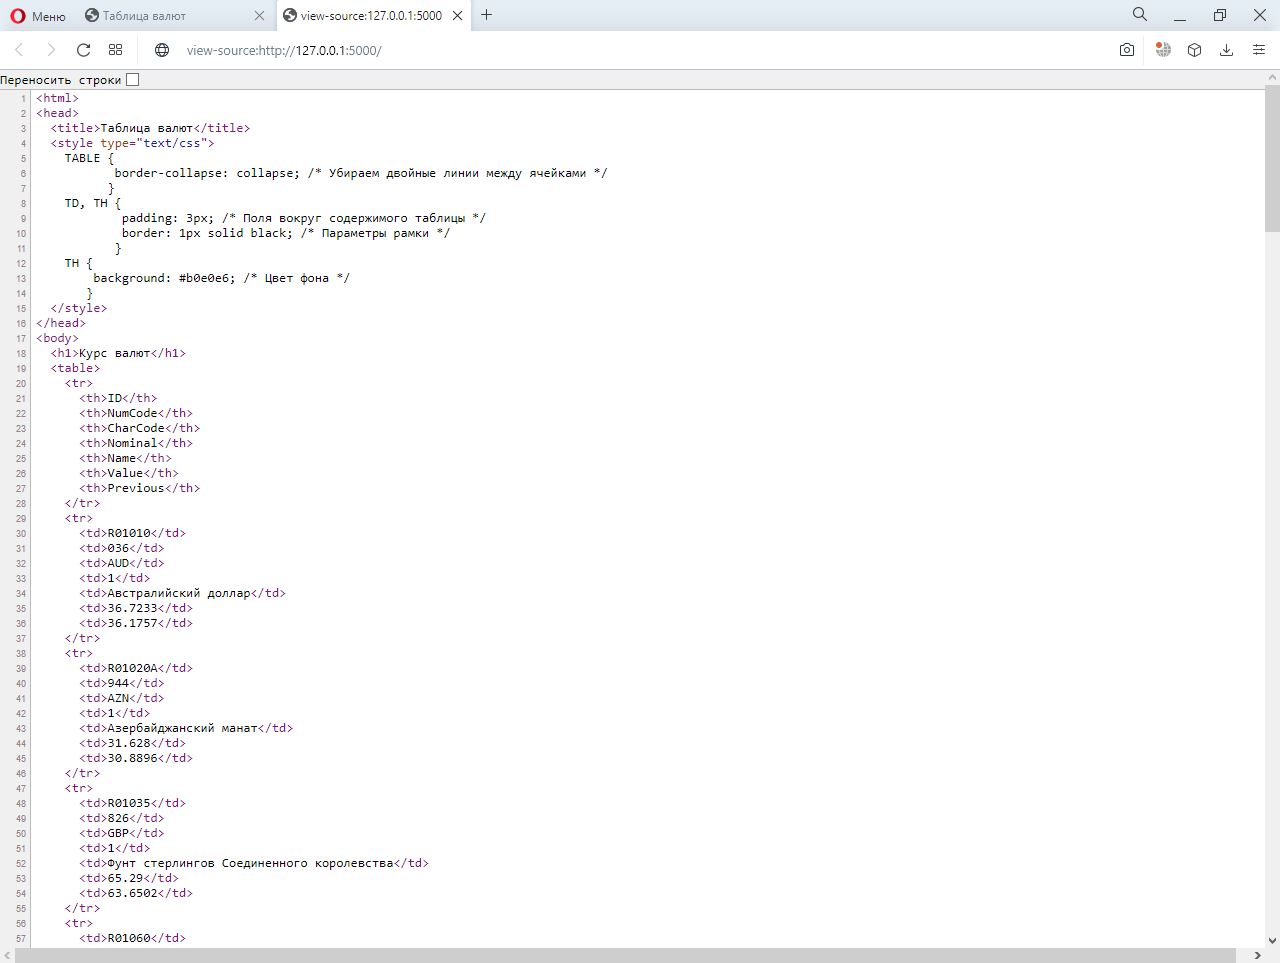 Меню
Таблица валют
view-source:127.0.0.1:5000
view-source:http://127.0.0.1:5000/
Переносить строки
1 <html>
2 <head>
3 <title>Таблица валют</title>
4 <style type="text/css">
5 TABLE {
6 border-collapse: collapse; /* Убираем двойные линии между ячейками */
7 }
8 TD, TH {
9 padding: 3px; /* Поля вокруг содержимого таблицы */
10 border: 1px solid black; /* Параметры рамки */
11 }
12 TH {
13 background: #b0e0e6; /* Цвет фона */
14 }
15 </style>
16 </head>
17 <body>
18 <h1>Курс валют</h1>
19 <table>
20 <tr>
21 <th>ID</th>
22 <th>NumCode</th>
23 <th>CharCode</th>
24 <th>Nominal</th>
25 <th>Name</th>
26 <th>Value</th>
27 <th>Previous</th>
28 </tr>
29 <tr>
30 <td>R01010</td>
31 <td>036</td>
32 <td>AUD</td>
33 <td>1</td>
34 <td>Австралийский доллар</td>
35 <td>36.7233</td>
36 <td>36.1757</td>
37 </tr>
38 <tr>
39 <td>R01020A</td>
40 <td>944</td>
41 <td>AZN</td>
42 <td>1</td>
43 <td>Азербайджанский манат</td>
44 <td>31.628</td>
45 <td>30.8896</td>
46 </tr>
47 <tr>
48 <td>R01035</td>
49 <td>826</td>
50 <td>GBP</td>
51 <td>1</td>
52 <td>Фунт стерлингов Соединенного королевства</td>
53 <td>65.29</td>
54 <td>63.6502</td>
55 </tr>
56 <tr>
57 <td>R01060</td>